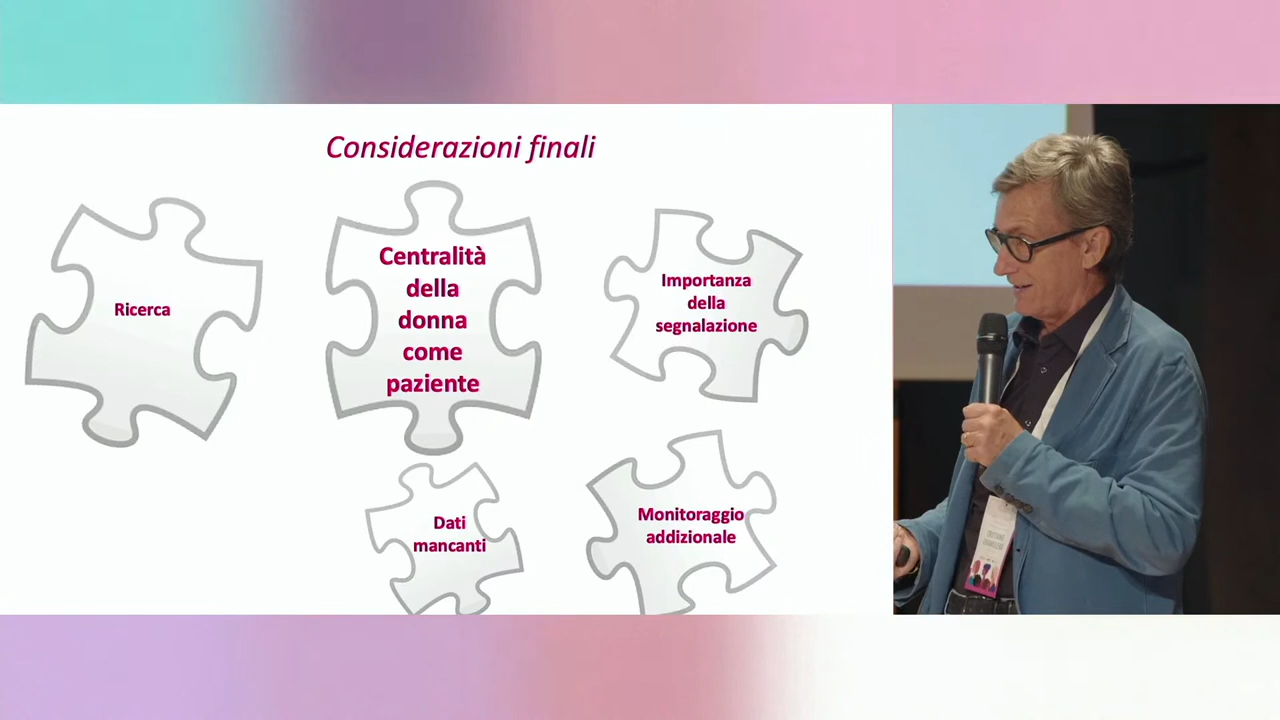 Considerazioni finali
Ricerca
Centralità
della
donna
come
paziente
Importanza
della
segnalazione
Dati
mancanti
Monitoraggio
addizionale